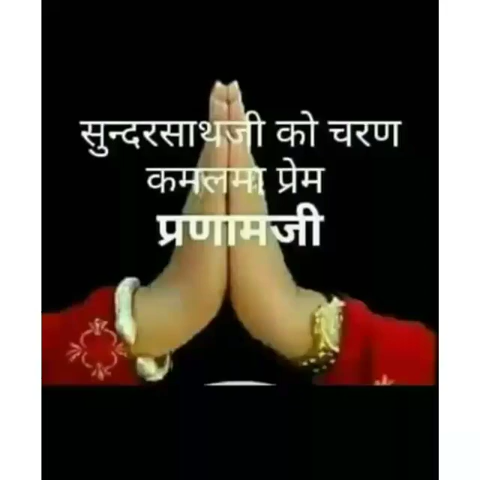 सुन्दरसाथजी को चरण
कमलमा प्रेम
प्रणामजी